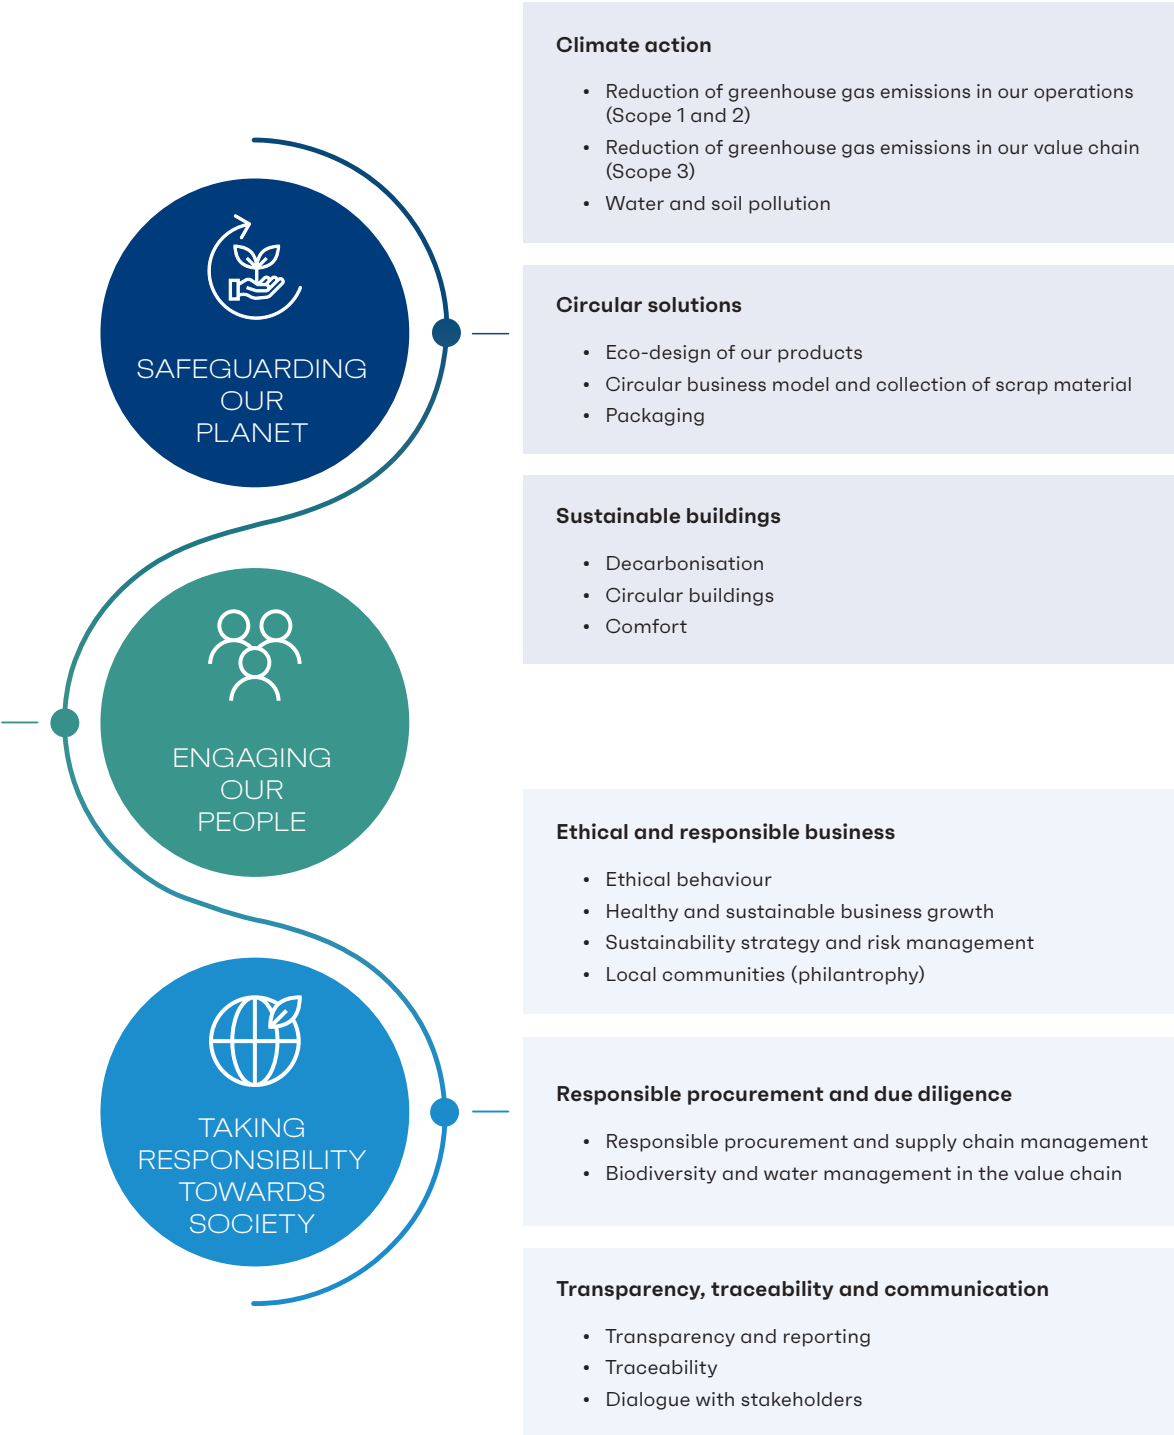 SAFEGUARDING
OUR
PLANET
Climate action
• Reduction of greenhouse gas emissions in our operations
(Scope 1 and 2)
• Reduction of greenhouse gas emissions in our value chain
(Scope 3)
• Water and soil pollution
Circular solutions
• Eco-design of our products
• Circular business model and collection of scrap material
• Packaging
Sustainable buildings
• Decarbonisation
• Circular buildings
• Comfort
ENGAGING
OUR
PEOPLE
TAKING
RESPONSIBILITY
TOWARDS
SOCIETY
Ethical and responsible business
• Ethical behaviour
• Healthy and sustainable business growth
• Sustainability strategy and risk management
• Local communities (philantrophy)
Responsible procurement and due diligence
• Responsible procurement and supply chain management
• Biodiversity and water management in the value chain
Transparency, traceability and communication
• Transparency and reporting
• Traceability
• Dialogue with stakeholders